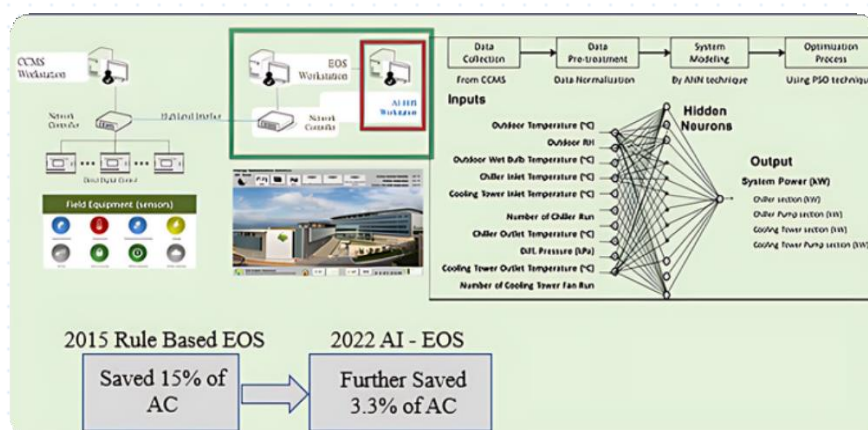 CCMS
Workstation
EOS
Workstation
AI-EOS
Workstation
Network
Controller
High Level Interface
Network
Controller
Direct Digital Control
Field Equipment (sensors)
Data
Collection
Data
Pre-treatment
System
Modeling
Optimization
Process
From CCMS
Data Normalization
By ANN technique
Using PSO technique
Inputs
Hidden
Neurons
Output
Outdoor Temperature (°C)
Outdoor RH
Outdoor Wet Bulb Temperature (°C)
Chiller Inlet Temperature (°C)
Cooling Tower Inlet Temperature (°C)
Number of Chiller Run
Chiller Outlet Temperature (°C)
Diff. Pressure (kPa)
Cooling Tower Outlet Temperature (°C)
Number of Cooling Tower Fan Run
System Power (kW)
Chiller section (kW)
Chiller Pump section (kW)
Cooling Tower section (kW)
Cooling Tower Pump section (kW)
2015 Rule Based EOS
2022 AI - EOS
Saved 15% of
AC
Further Saved
3.3% of AC